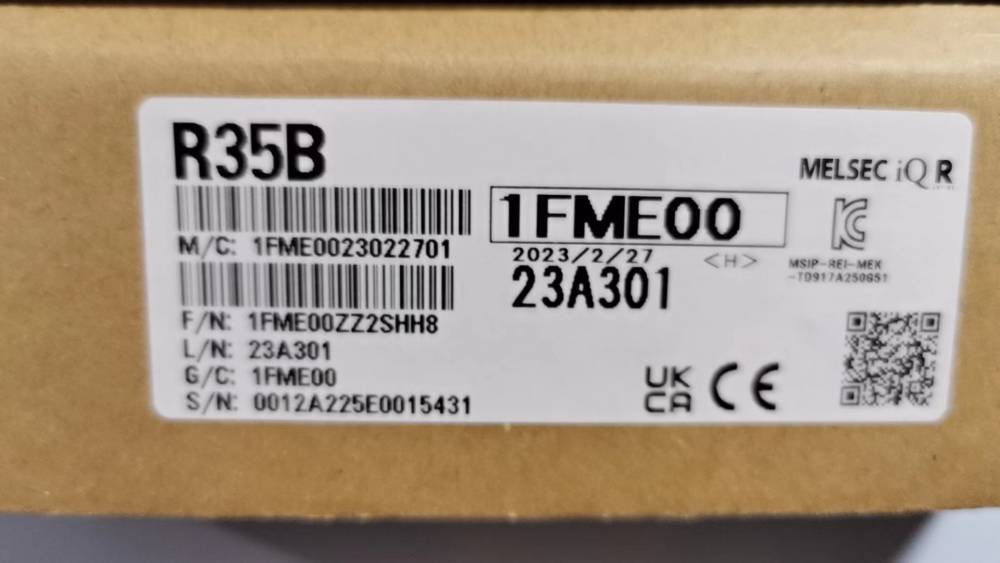 R35B
MELSEC iQ R
1FME00
M/C: 1FME0023022701
2023/2/27 <H>
MSIP-REI-MEK
-TD917A250G51
23A301
F/N: 1FME00ZZ2SHH8
L/N: 23A301
G/C: 1FME00
S/N: 0012A225E0015431
UK
CA
CE